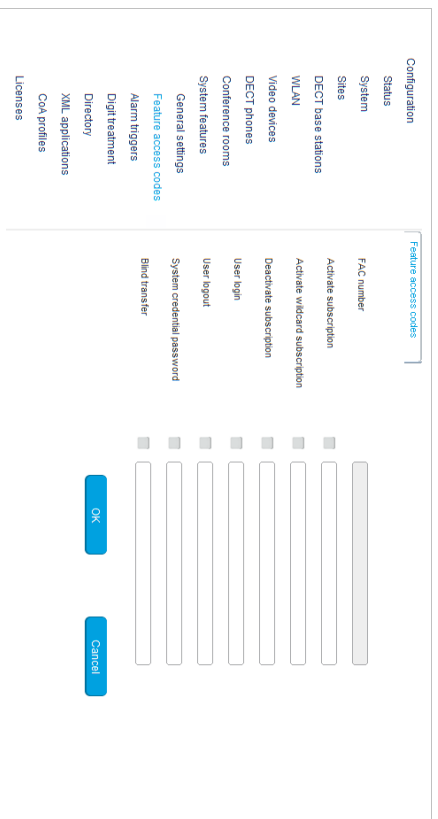 Configuration
Status
System
Sites
DECT base stations
WLAN
Video devices
DECT phones
Conference rooms
System features
General settings
Feature access codes
Alarm triggers
Digit treatment
Directory
XML applications
CoA profiles
Licenses
Feature access codes
FAC number
Activate subscription
Activate wildcard subscription
Deactivate subscription
User login
User logout
System credential password
Blind transfer
OK
Cancel